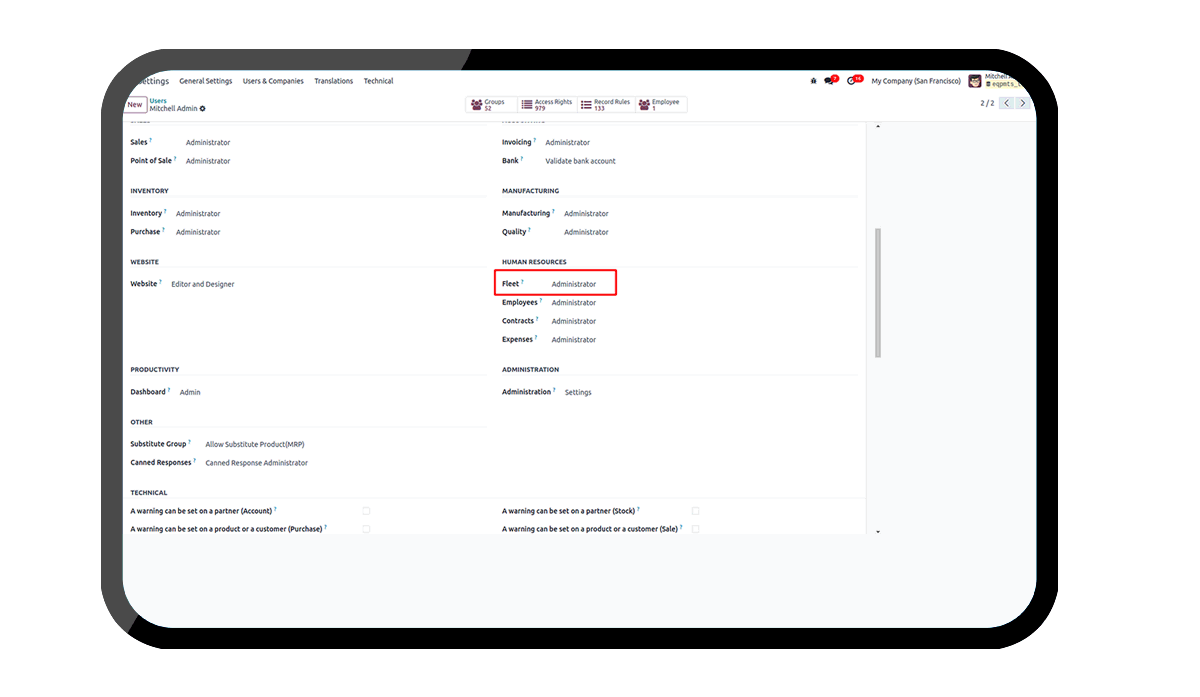 ettings General Settings Users & Companies Translations Technical 7 16 My Company (San Francisco) Mitchell
New Users Groups 52 Access Rights 979 Record Rules 133 Employee 1 2 / 2
Mitchell Admin
Sales ? Administrator Invoicing ? Administrator
Point of Sale ? Administrator Bank ? Validate bank account
INVENTORY MANUFACTURING
Inventory ? Administrator Manufacturing ? Administrator
Purchase ? Administrator Quality ? Administrator
WEBSITE HUMAN RESOURCES
Website ? Editor and Designer Fleet ? Administrator
Employees ? Administrator
Contracts ? Administrator
Expenses ? Administrator
PRODUCTIVITY ADMINISTRATION
Dashboard ? Admin Administration ? Settings
OTHER
Substitute Group ? Allow Substitute Product(MRP)
Canned Responses ? Canned Response Administrator
TECHNICAL
A warning can be set on a partner (Account) ? A warning can be set on a partner (Stock) ?
A warning can be set on a product or a customer (Purchase) ? A warning can be set on a product or a customer (Sale) ?